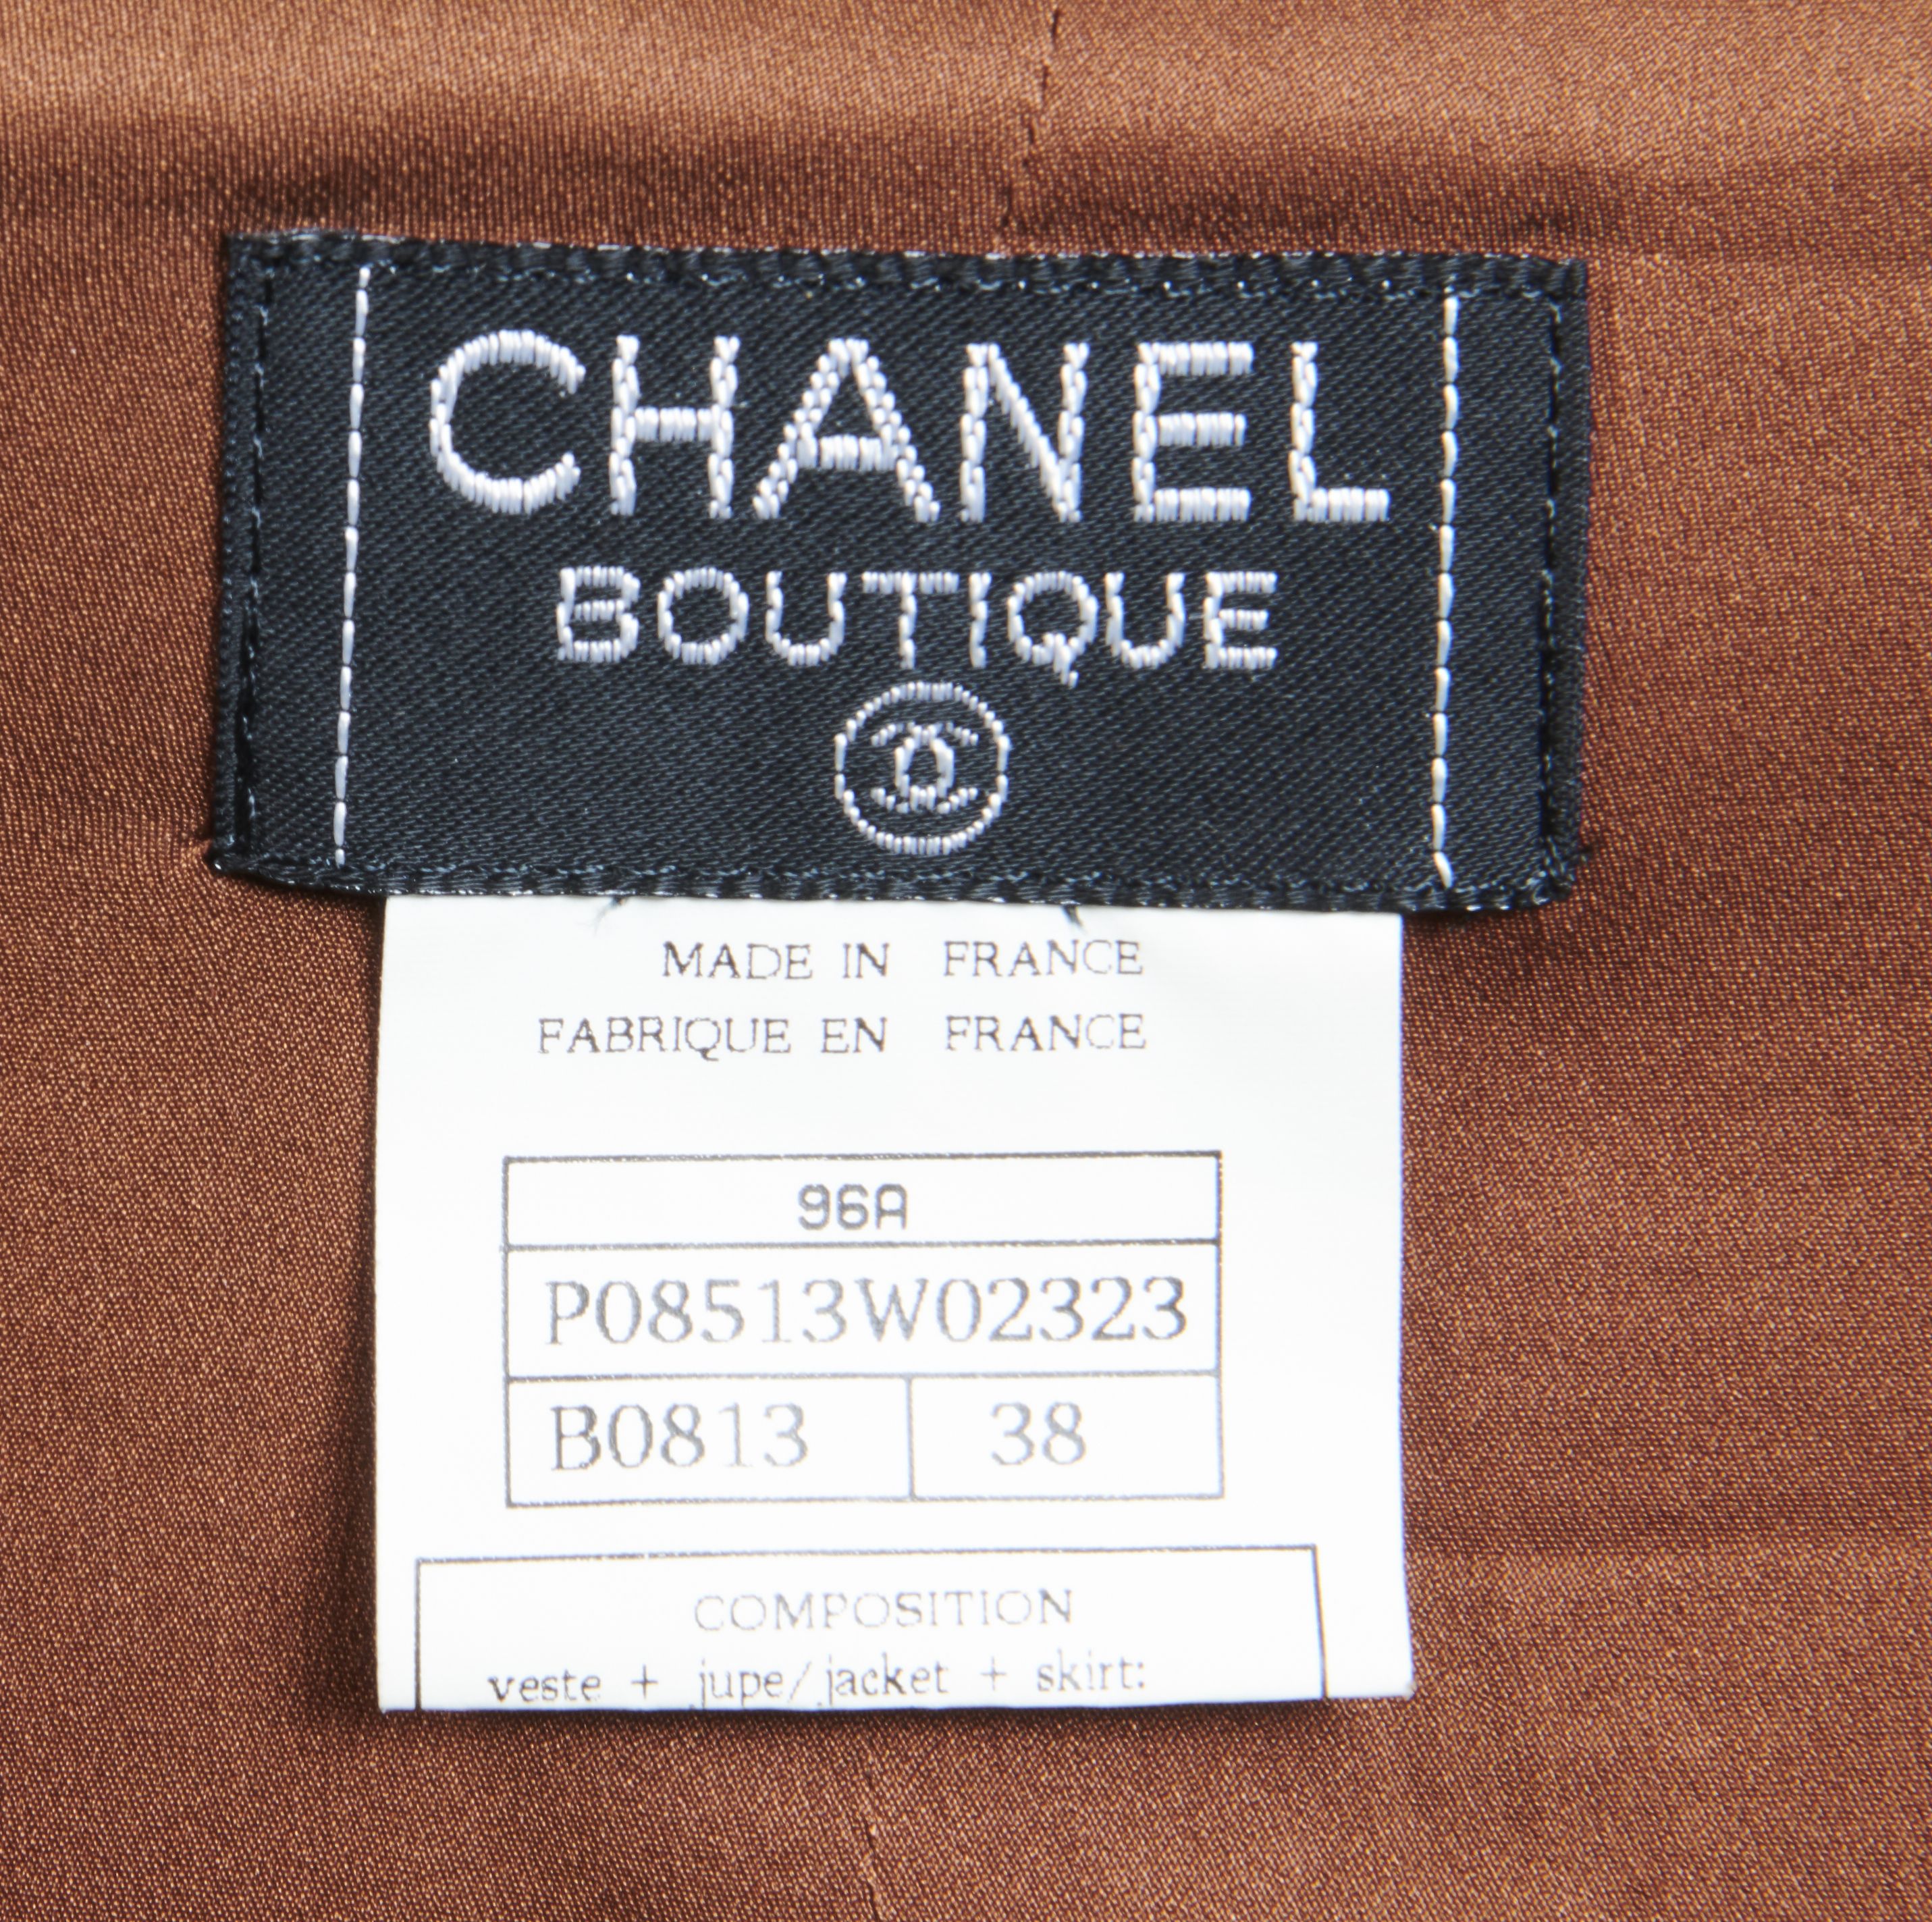 CHANEL
BOUTIQUE
MADE IN FRANCE
FABRIQUE EN FRANCE
96A
P08513W02323
B0813 38
COMPOSITION
veste + jupe/jacket + skirt: